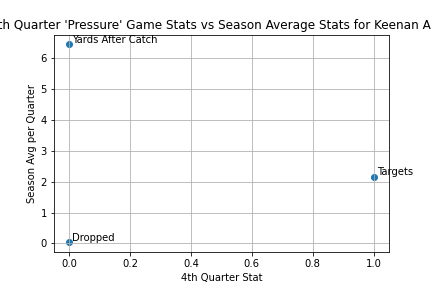 th Quarter 'Pressure' Game Stats vs Season Average Stats for Keenan A
Yards After Catch
6
5
4
3
2
1
0
Season Avg per Quarter
Targets
Dropped
0.0 0.2 0.4 0.6 0.8 1.0
4th Quarter Stat